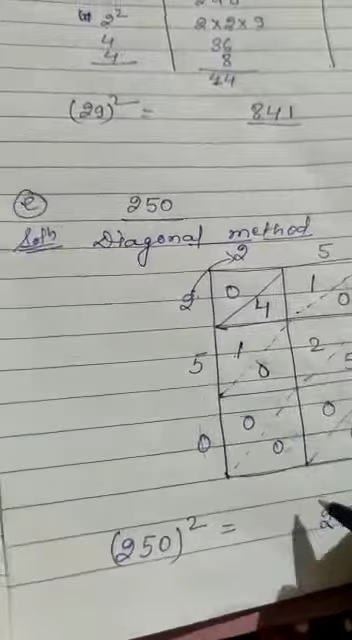 2²
2×2×9
4
36
4
8
44
(29)² = 841
(e) 250
Soln Diagonal method
2 5
2 0 4 1 0
5 1 0 2 5
0 0 0 0
(250)² = 2